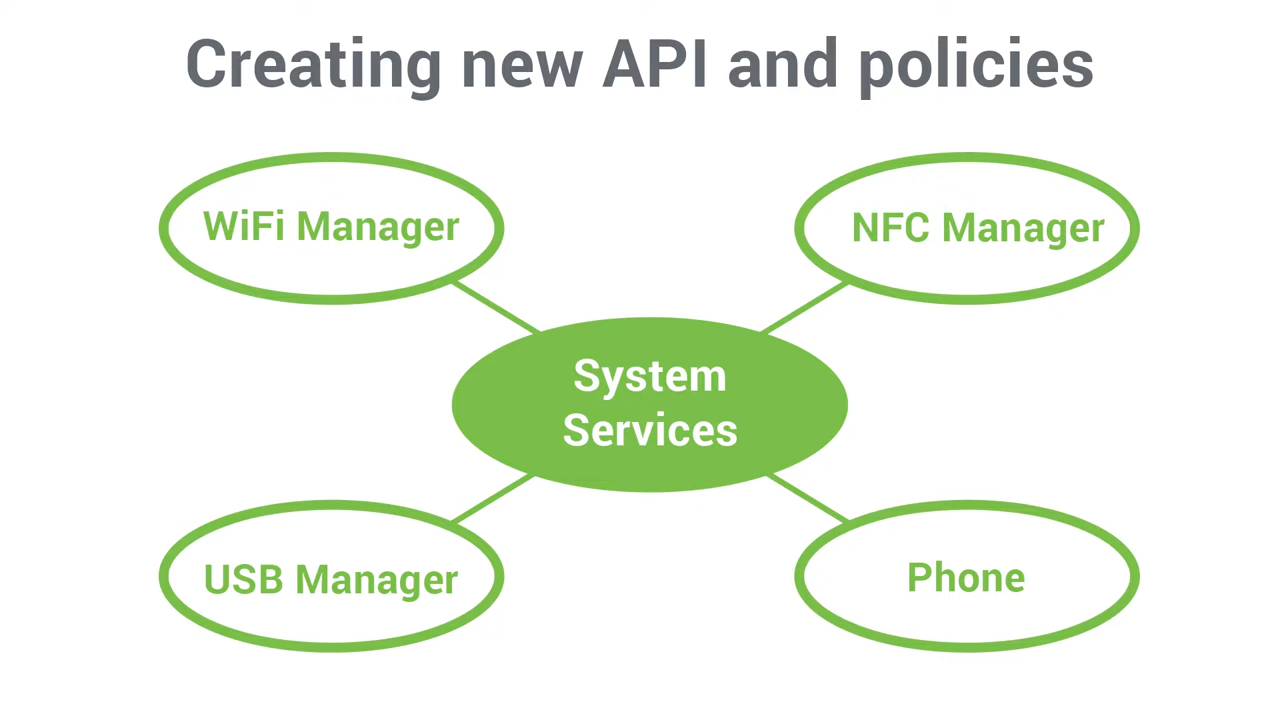 Creating new API and policies
WiFi Manager
NFC Manager
System
Services
USB Manager
Phone